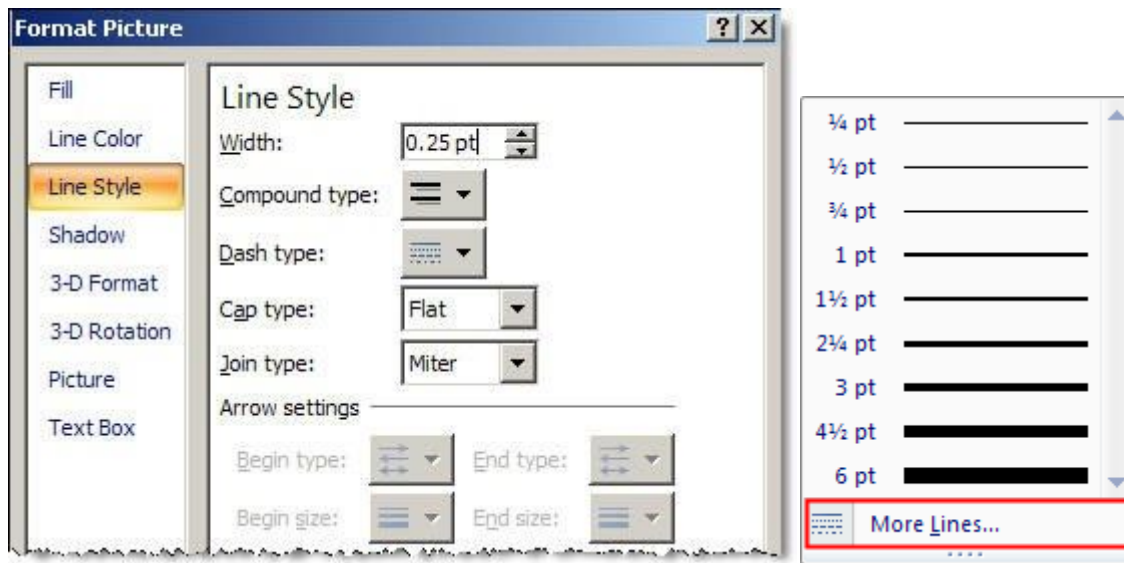 Format Picture
Fill
Line Color
Line Style
Shadow
3-D Format
3-D Rotation
Picture
Text Box
Line Style
Width: 0.25 pt
Compound type:
Dash type:
Cap type: Flat
Join type: Miter
Arrow settings
Begin type: End type:
Begin size: End size:
¼ pt
½ pt
¾ pt
1 pt
1½ pt
2¼ pt
3 pt
4½ pt
6 pt
More Lines...